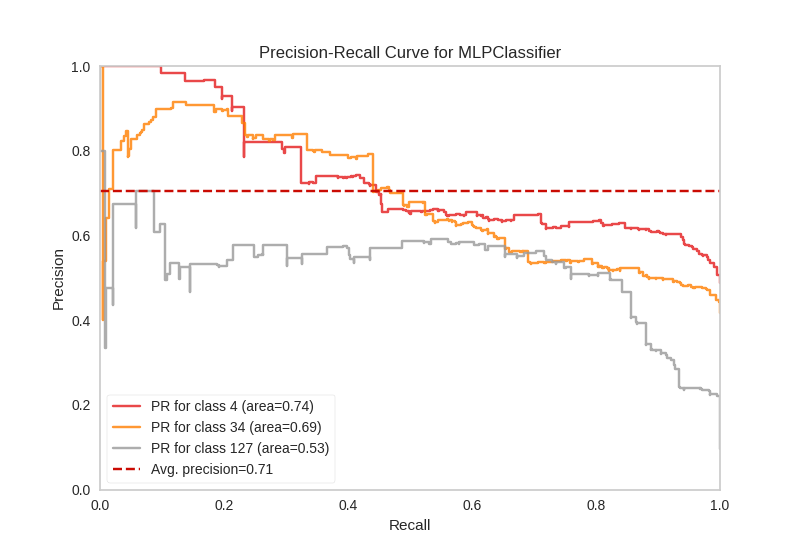 Precision-Recall Curve for MLPClassifier
1.0
0.8
0.6
0.4
0.2
0.0
Precision
PR for class 4 (area=0.74)
PR for class 34 (area=0.69)
PR for class 127 (area=0.53)
Avg. precision=0.71
0.0 0.2 0.4 0.6 0.8 1.0
Recall